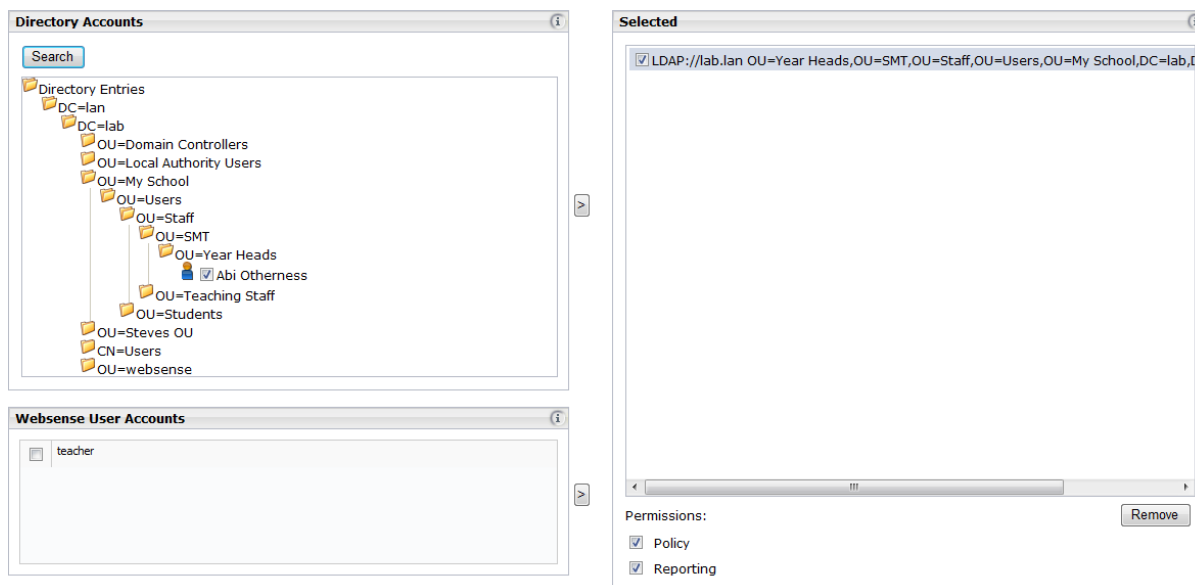 Directory Accounts
Search
Directory Entries
DC=lan
DC=lab
OU=Domain Controllers
OU=Local Authority Users
OU=My School
OU=Users
OU=Staff
OU=SMT
OU=Year Heads
Abi Otherness
OU=Teaching Staff
OU=Students
OU=Steves OU
CN=Users
OU=websense
Websense User Accounts
teacher
>
>
Selected
LDAP://lab.lan OU=Year Heads,OU=SMT,OU=Staff,OU=Users,OU=My School,DC=lab,
Permissions:
Remove
Policy
Reporting